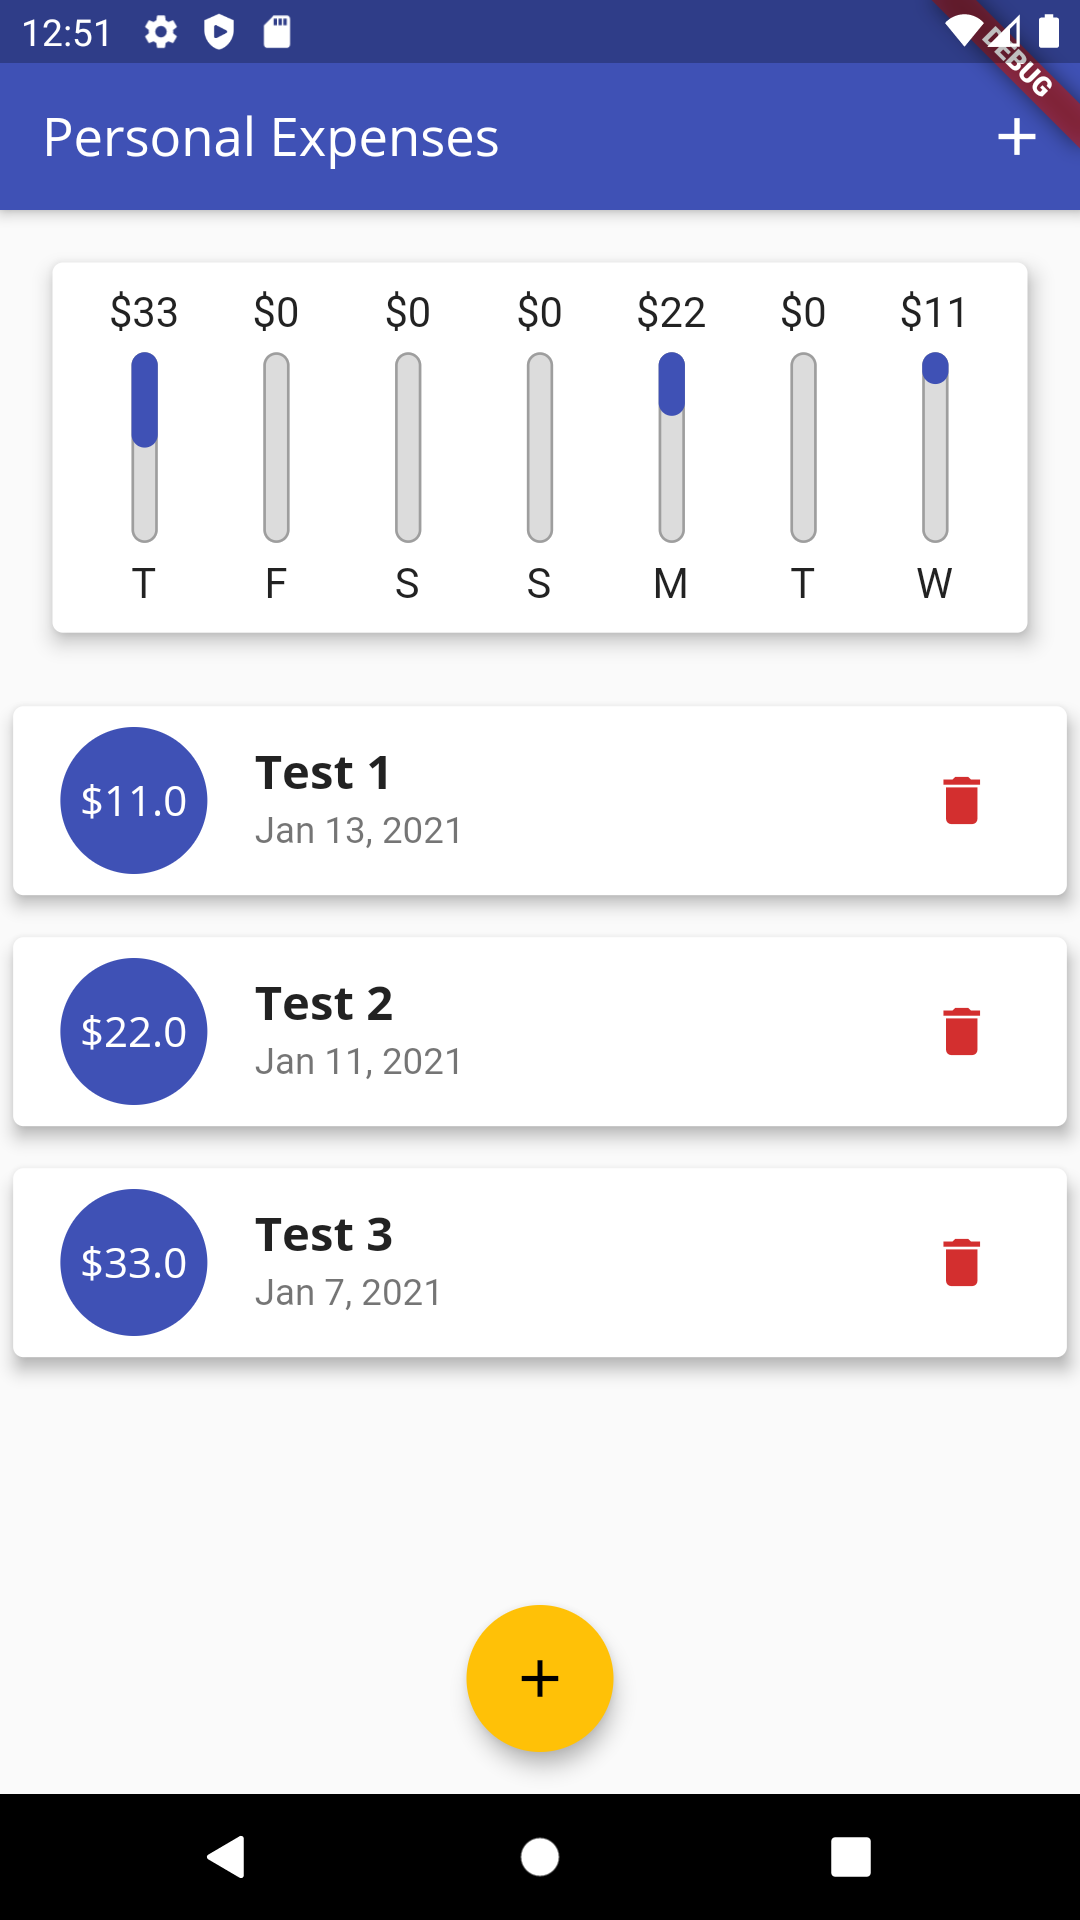 12:51
DEBUG
Personal Expenses
$33 $0 $0 $0 $22 $0 $11
T F S S M T W
$11.0
Test 1
Jan 13, 2021
$22.0
Test 2
Jan 11, 2021
$33.0
Test 3
Jan 7, 2021